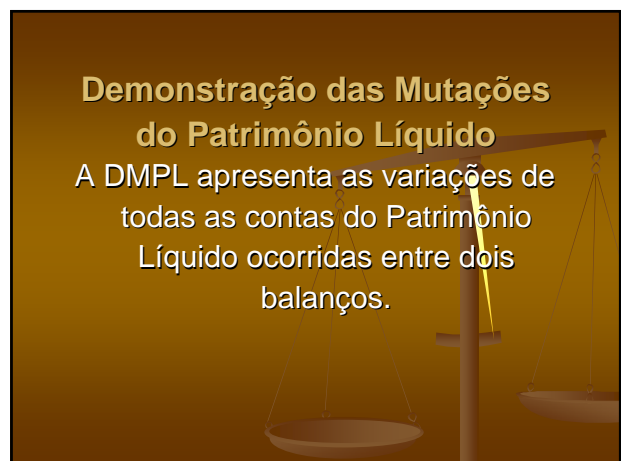 Demonstração das Mutações
do Patrimônio Líquido
A DMPL apresenta as variações de
todas as contas do Patrimônio
Líquido ocorridas entre dois
balanços.